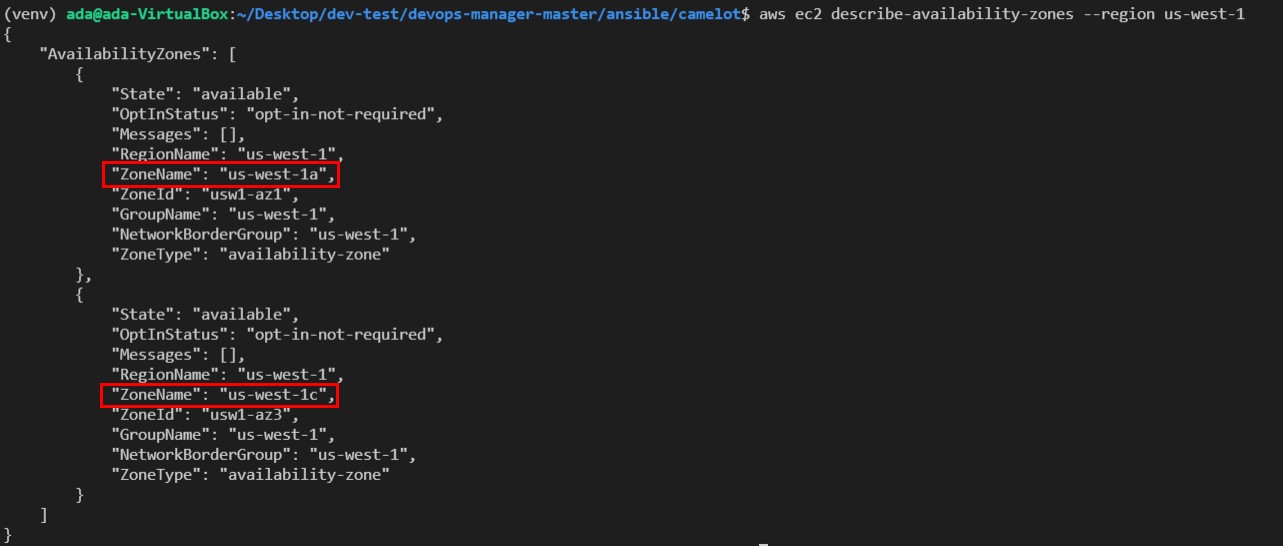 (venv) ada@ada-VirtualBox:~/Desktop/dev-test/devops-manager-master/ansible/camelot$ aws ec2 describe-availability-zones --region us-west-1
{
    "AvailabilityZones": [
        {
            "State": "available",
            "OptInStatus": "opt-in-not-required",
            "Messages": [],
            "RegionName": "us-west-1",
            "ZoneName": "us-west-1a",
            "ZoneId": "usw1-az1",
            "GroupName": "us-west-1",
            "NetworkBorderGroup": "us-west-1",
            "ZoneType": "availability-zone"
        },
        {
            "State": "available",
            "OptInStatus": "opt-in-not-required",
            "Messages": [],
            "RegionName": "us-west-1",
            "ZoneName": "us-west-1c",
            "ZoneId": "usw1-az3",
            "GroupName": "us-west-1",
            "NetworkBorderGroup": "us-west-1",
            "ZoneType": "availability-zone"
        }
    ]
}